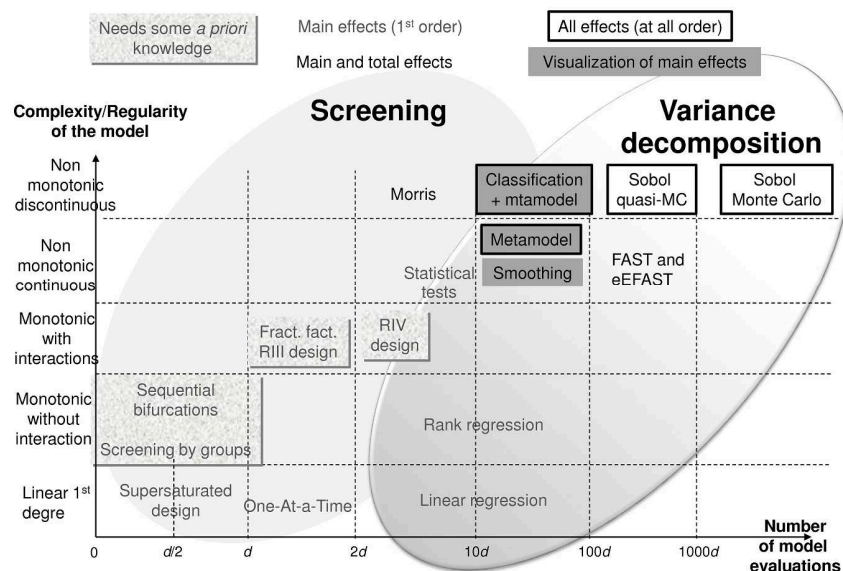 Needs some a priori
knowledge
Main effects (1st order)
Main and total effects
All effects (at all order)
Visualization of main effects
Complexity/Regularity
of the model
Screening
Variance
decomposition
Non
monotonic
discontinuous
Morris
Classification
+ mtamodel
Sobol
quasi-MC
Sobol
Monte Carlo
Non
monotonic
continuous
Statistical
tests
Metamodel
Smoothing
FAST and
eEFAST
Monotonic
with
interactions
Fract. fact.
RIII design
RIV
design
Monotonic
without
interaction
Sequential
bifurcations
Screening by groups
Rank regression
Linear 1st
degre
Supersaturated
design
One-At-a-Time
Linear regression
0
d/2
d
2d
10d
100d
1000d
Number
of model
evaluations